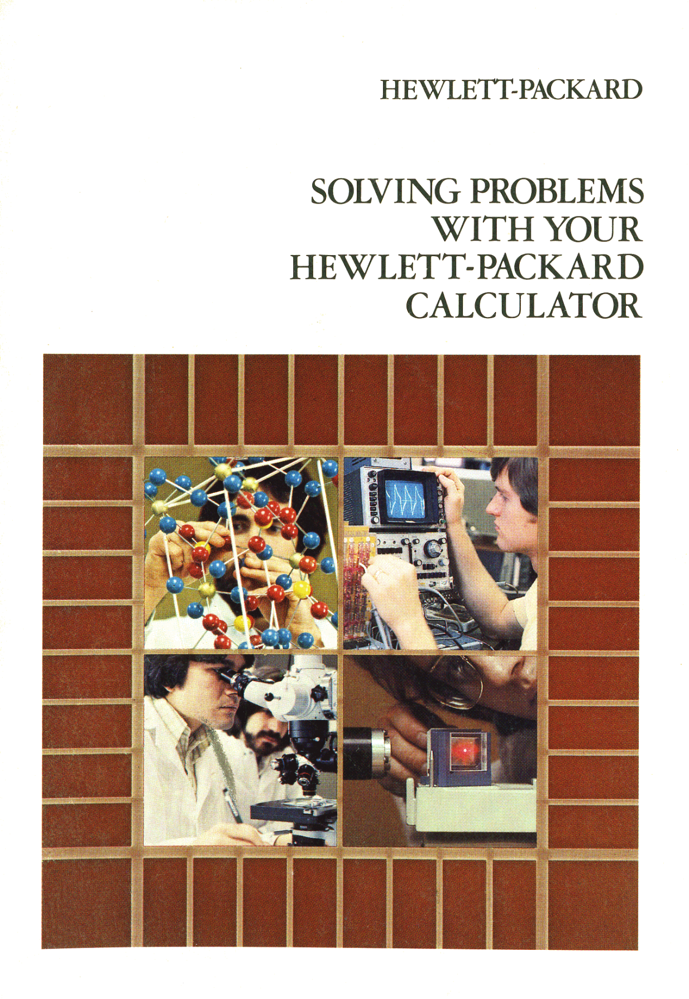 HEWLETT-PACKARD
SOLVING PROBLEMS
WITH YOUR
HEWLETT-PACKARD
CALCULATOR